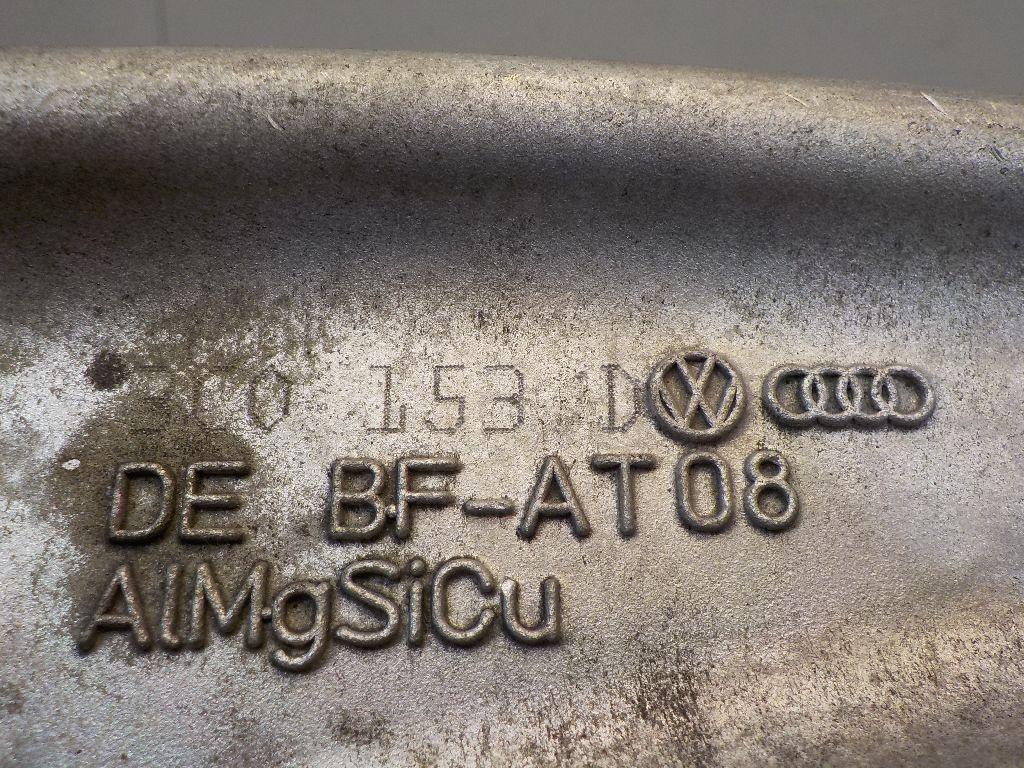 153 D
DE BF-AT08
AlMgSiCu